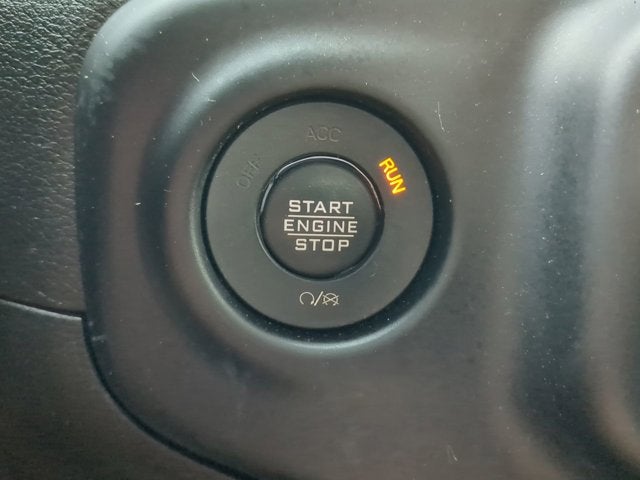 OFF
ACC
RUN
START
ENGINE
STOP